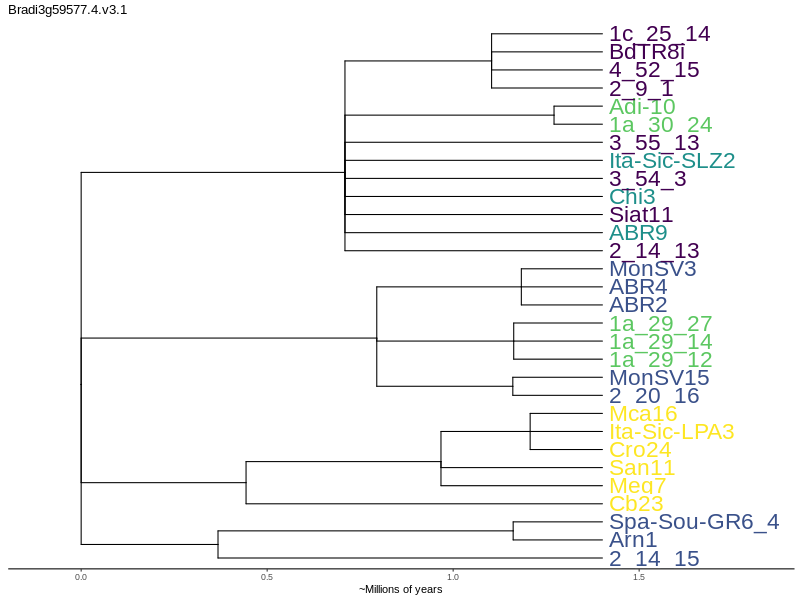 Bradi3g59577.4.v3.1
1c_25_14
BdTR8i
4_52_15
2_9_1
Adi-10
1a_30_24
3_55_13
Ita-Sic-SLZ2
3_54_3
Chi3
Siat11
ABR9
2_14_13
MonSV3
ABR4
ABR2
1a_29_27
1a_29_14
1a_29_12
MonSV15
2_20_16
Mca16
Ita-Sic-LPA3
Cro24
San11
Meg7
Cb23
Spa-Sou-GR6_4
Arn1
2_14_15
0.0 0.5 1.0 1.5
~Millions of years